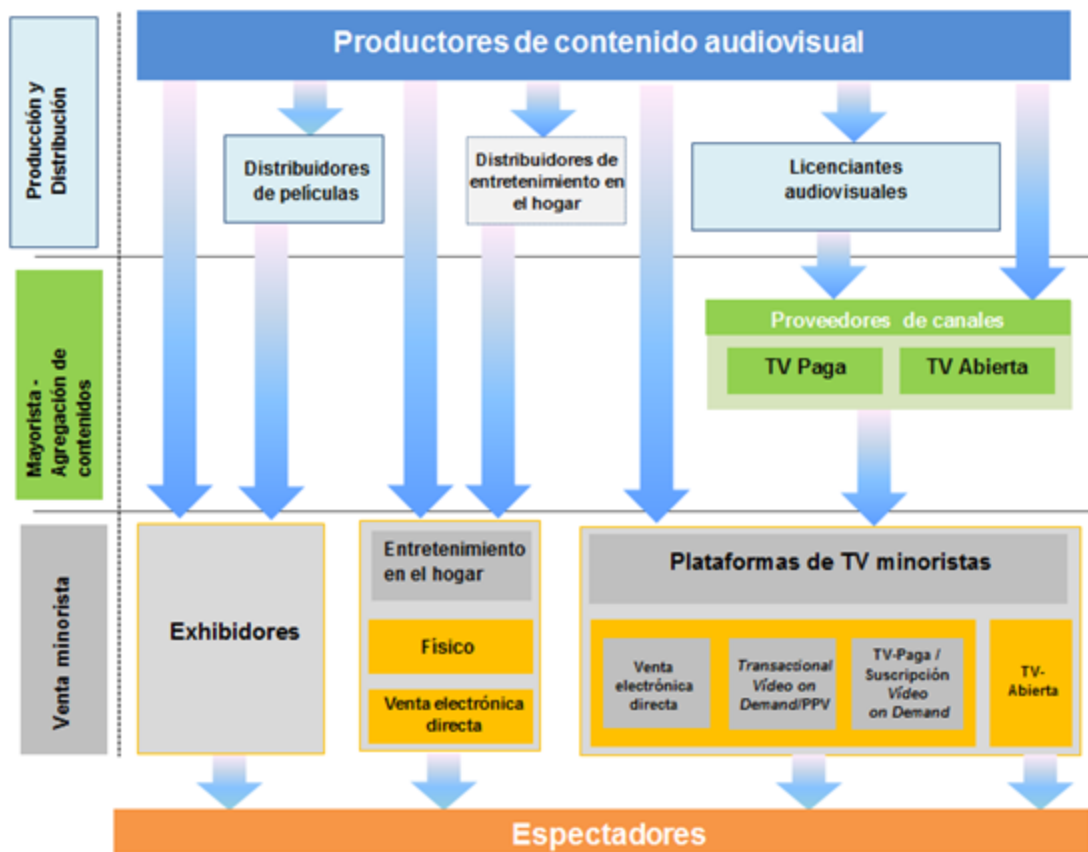 Productores de contenido audiovisual
Producción y
Distribución
Distribuidores
de películas
Distribuidores de
entretenimiento en
el hogar
Licenciantes
audiovisuales
Mayorista -
Agregación de
contenidos
Proveedores de canales
TV Paga
TV Abierta
Venta minorista
Exhibidores
Entretenimiento
en el hogar
Físico
Venta electrónica
directa
Plataformas de TV minoristas
Venta
electrónica
directa
Transactional
Vídeo on
Demand/PPV
TV-Paga /
Suscripción
Vídeo
on Demand
TV-
Abierta
Espectadores